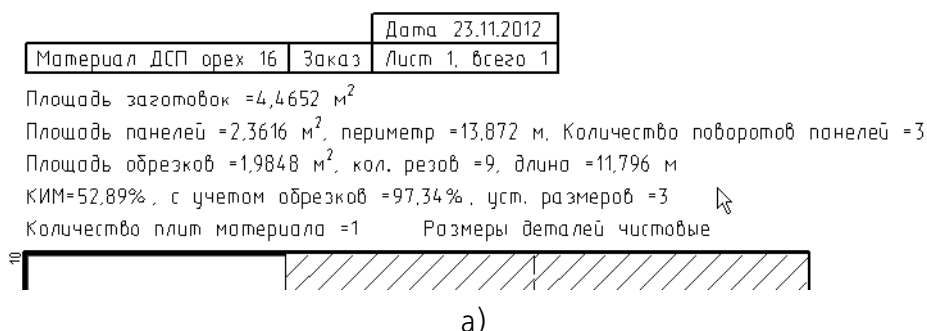 Дата 23.11.2012
Материал ДСП орех 16 Заказ Лист 1, всего 1
Площадь заготовок =4,4652 м²
Площадь панелей =2,3616 м², периметр =13,872 м, Количество поворотов панелей =3
Площадь обрезков =1,9848 м², кол. резов =9, длина =11,796 м
КИМ=52,89%, с учетом обрезков =97,34%, уст. размеров =3
Количество плит материала =1 Размеры деталей чистовые
10
а)